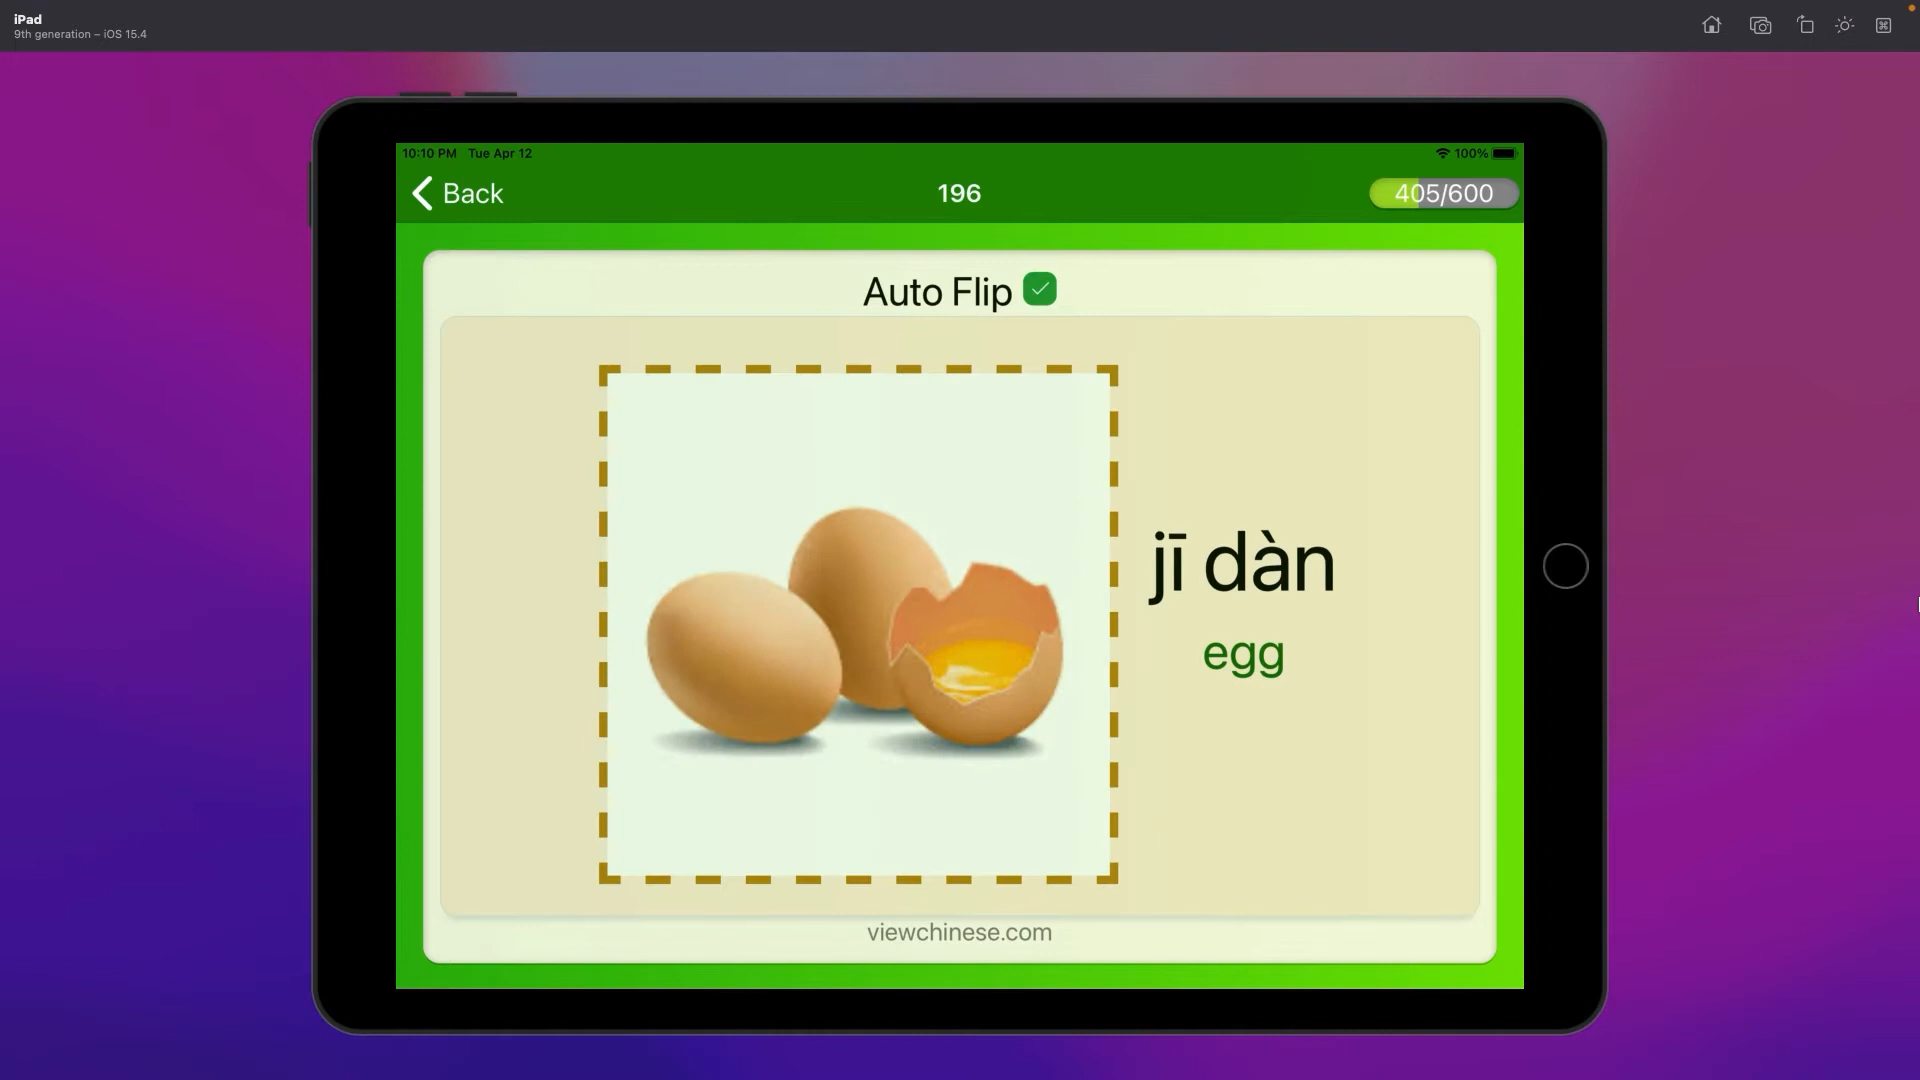 iPad
9th generation – iOS 15.4
10:10 PM Tue Apr 12
100%
Back
196
405/600
Auto Flip
jī dàn
egg
viewchinese.com